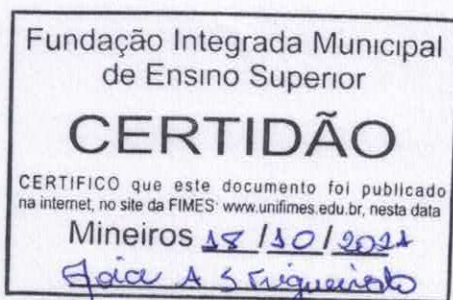 Fundação Integrada Municipal
de Ensino Superior
CERTIDÃO
CERTIFICO que este documento foi publicado
na internet, no site da FIMES: www.unifimes.edu.br, nesta data
Mineiros 18/10/2021
A S